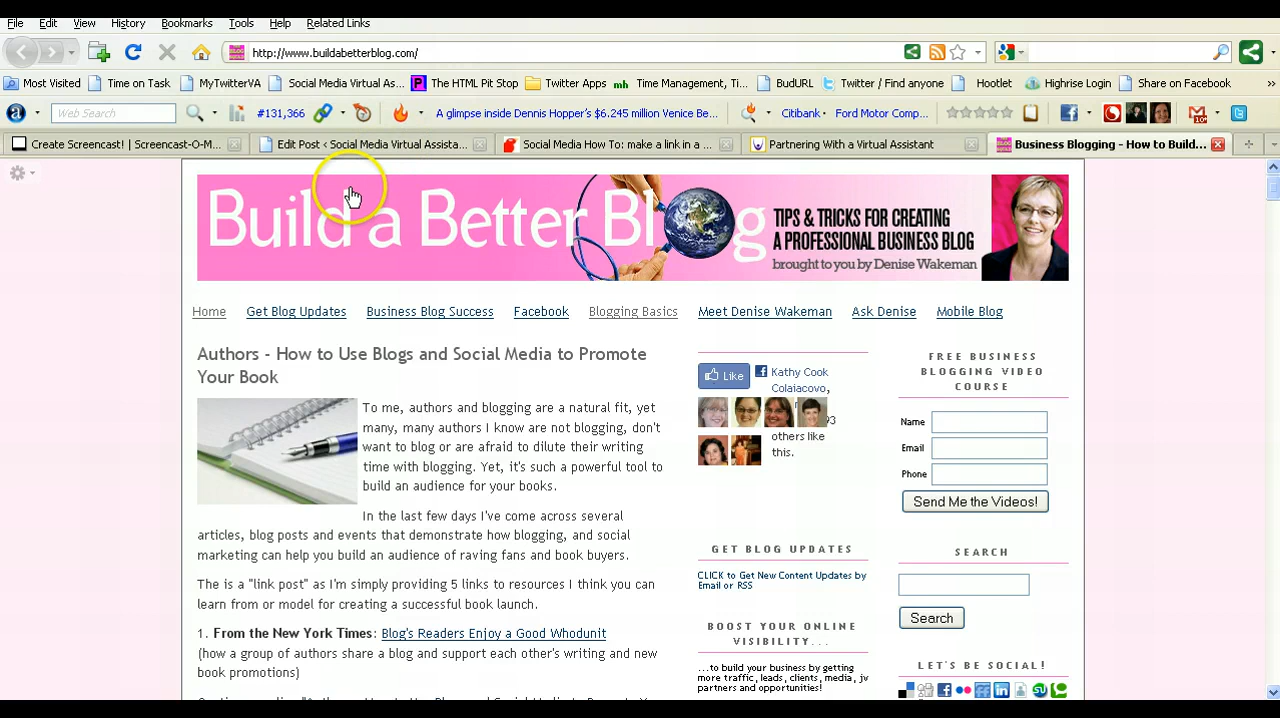 File Edit View History Bookmarks Tools Help Related Links
http://www.buildabetterblog.com/
Most Visited Time on Task MyTwitterVA Social Media Virtual As... The HTML Pit Stop Twitter Apps mh Time Management, Tr... BudURL Twitter / Find anyone Hootlet Highrise Login Share on Facebook
Web Search #131,366 A glimpse inside Dennis Hopper's $6.245 million Venice Be... Citibank Ford Motor Comp...
Create Screencast! | Screencast-O-M... Edit Post ‹ Social Media Virtual Assista... Social Media How To: make a link in a ... Partnering With a Virtual Assistant Business Blogging - How to Build...
Build a Better Blog
TIPS & TRICKS FOR CREATING
A PROFESSIONAL BUSINESS BLOG
brought to you by Denise Wakeman
Home Get Blog Updates Business Blog Success Facebook Blogging Basics Meet Denise Wakeman Ask Denise Mobile Blog
Authors - How to Use Blogs and Social Media to Promote
Your Book
To me, authors and blogging are a natural fit, yet
many, many authors I know are not blogging, don't
want to blog or are afraid to dilute their writing
time with blogging. Yet, it's such a powerful tool to
build an audience for your books.
In the last few days I've come across several
articles, blog posts and events that demonstrate how blogging, and social
marketing can help you build an audience of raving fans and book buyers.
The is a "link post" as I'm simply providing 5 links to resources I think you can
learn from or model for creating a successful book launch.
1. From the New York Times: Blog's Readers Enjoy a Good Whodunit
(how a group of authors share a blog and support each other's writing and new
book promotions)
Like
Kathy Cook
Colaiacovo,
others like
this.
GET BLOG UPDATES
CLICK to Get New Content Updates by
Email or RSS
BOOST YOUR ONLINE
VISIBILITY...
...to build your business by getting
more traffic, leads, clients, media, jv
partners and opportunities!
FREE BUSINESS
BLOGGING VIDEO
COURSE
Name
Email
Phone
Send Me the Videos!
SEARCH
Search
LET'S BE SOCIAL!